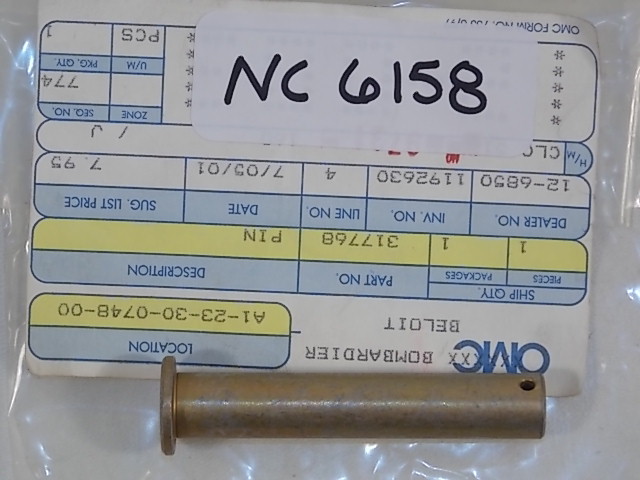 NC 6158
OMC XXX BOMBARDIER
BELOIT
LOCATION
A1-23-30-0748-00
SHIP QTY.
PIECES PACKAGES PART NO. DESCRIPTION
1 1 317768 PIN
DEALER NO. INV. NO. LINE NO. DATE SUG. LIST PRICE
12-6850 1192630 4 7/05/01 7.95
H/M / J
ZONE SEQ. NO.
774
U/M PKG. QTY.
PCS 1
OMC FORM NO.